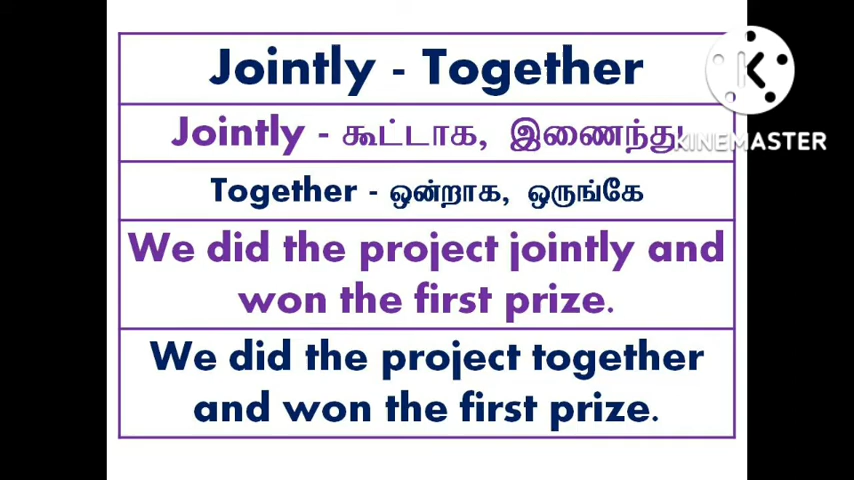 Jointly - Together
Jointly - கூட்டாக, இணைந்து
KINEMASTER
Together - ஒன்றாக, ஒருங்கே
We did the project jointly and
won the first prize.
We did the project together
and won the first prize.